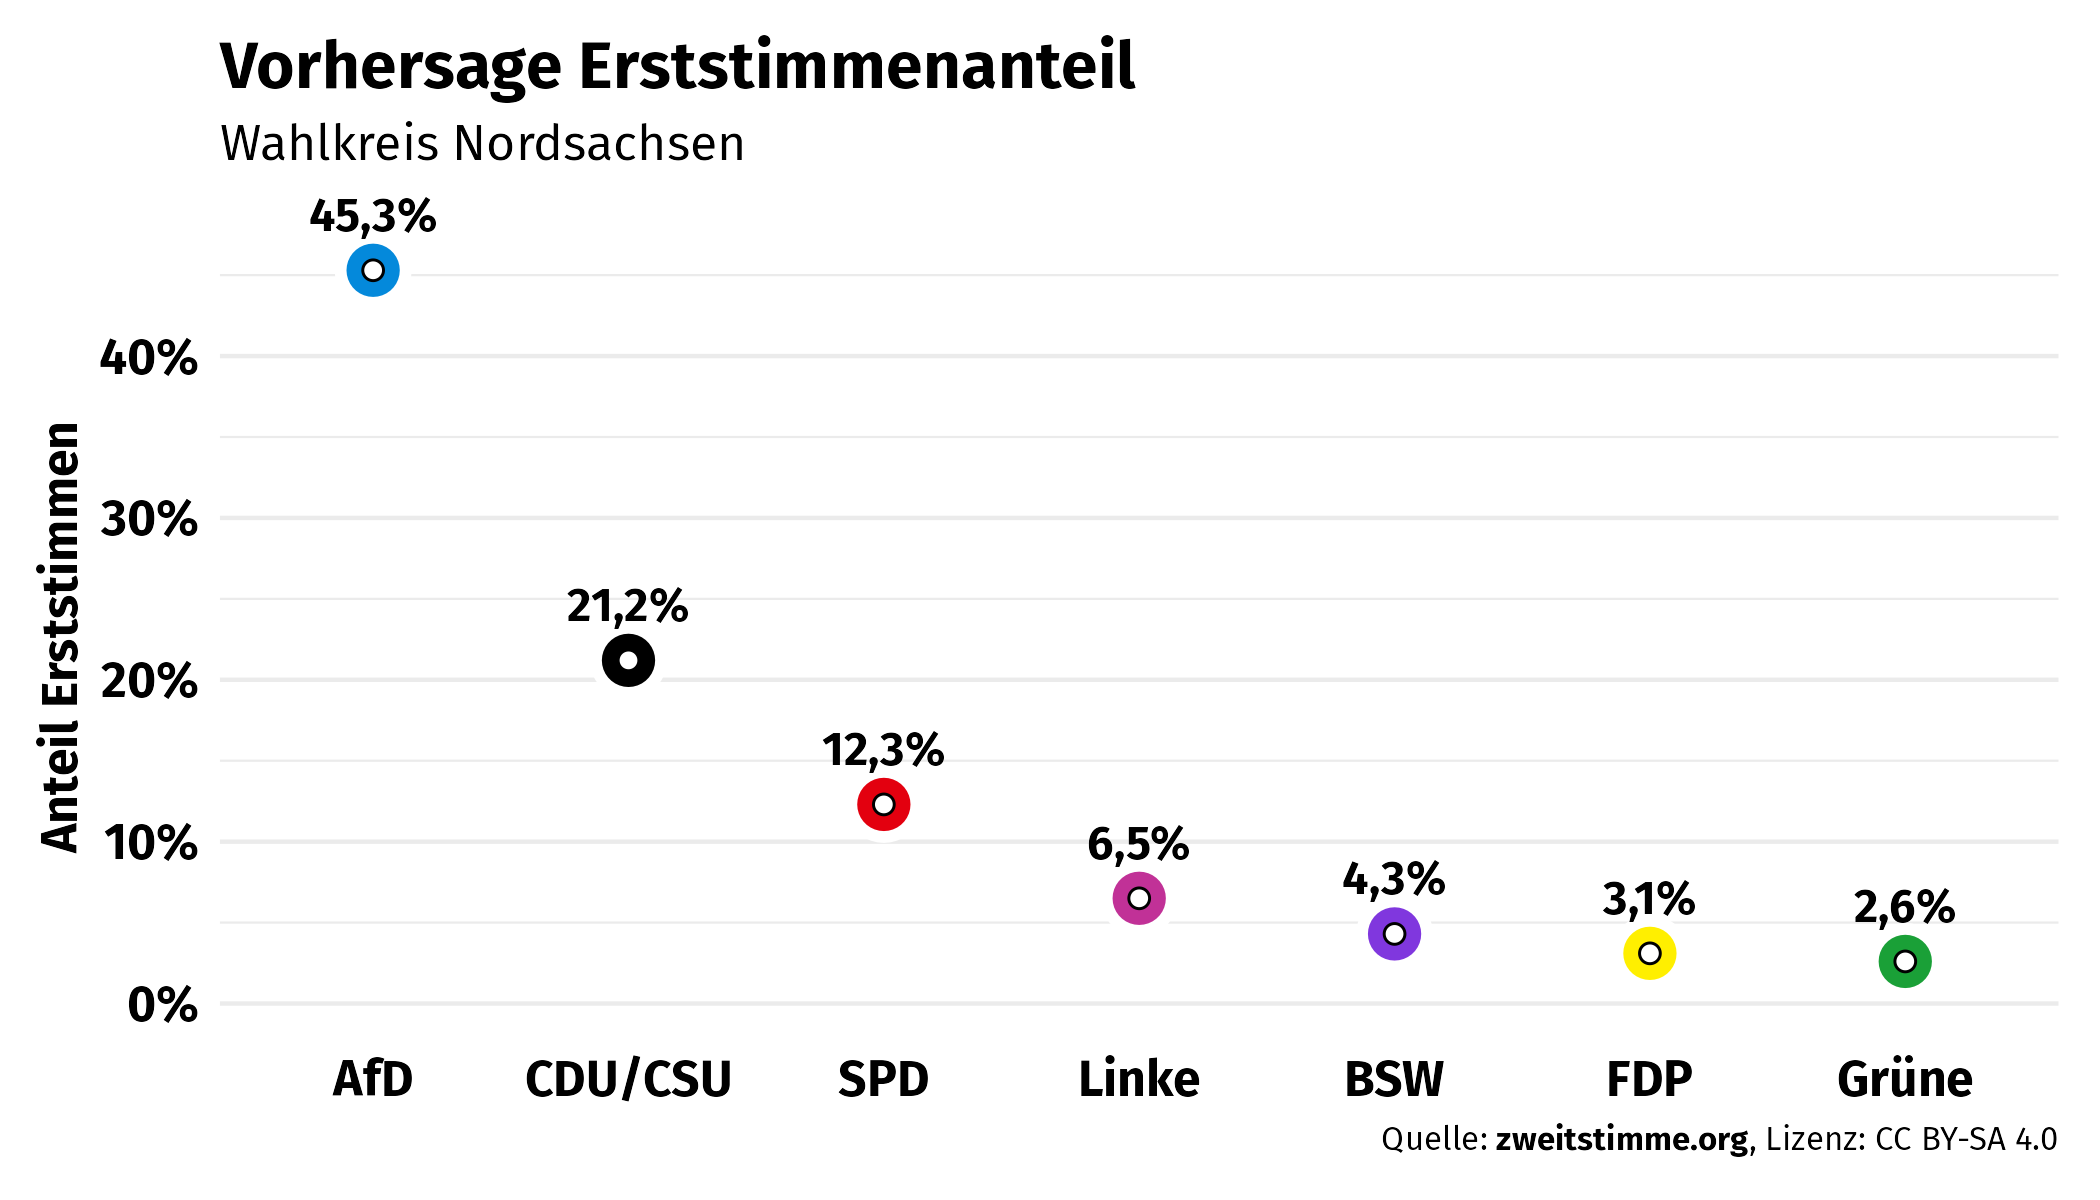 Vorhersage Erststimmenanteil
Wahlkreis Nordsachsen
45,3%
40%
30%
21,2%
20%
12,3%
10%
6,5%
4,3%
3,1%
2,6%
0%
Anteil Erststimmen
AfD CDU/CSU SPD Linke BSW FDP Grüne
Quelle: zweitstimme.org, Lizenz: CC BY-SA 4.0